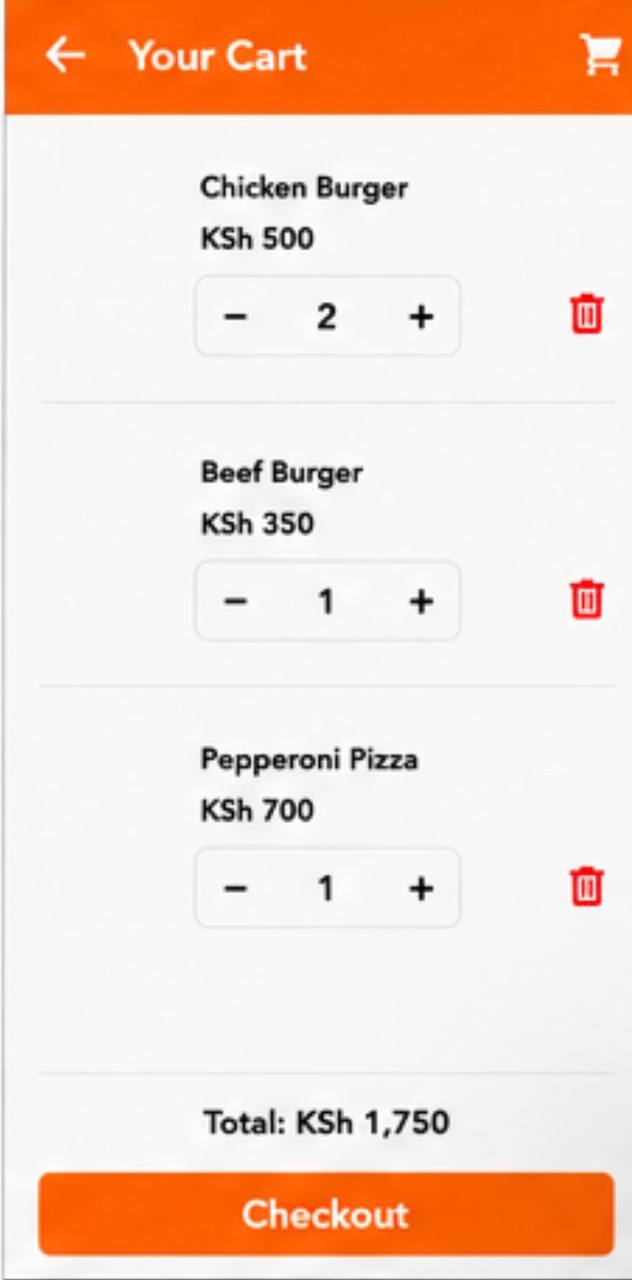 Your Cart
Chicken Burger
KSh 500
− 2 +
Beef Burger
KSh 350
− 1 +
Pepperoni Pizza
KSh 700
− 1 +
Total: KSh 1,750
Checkout